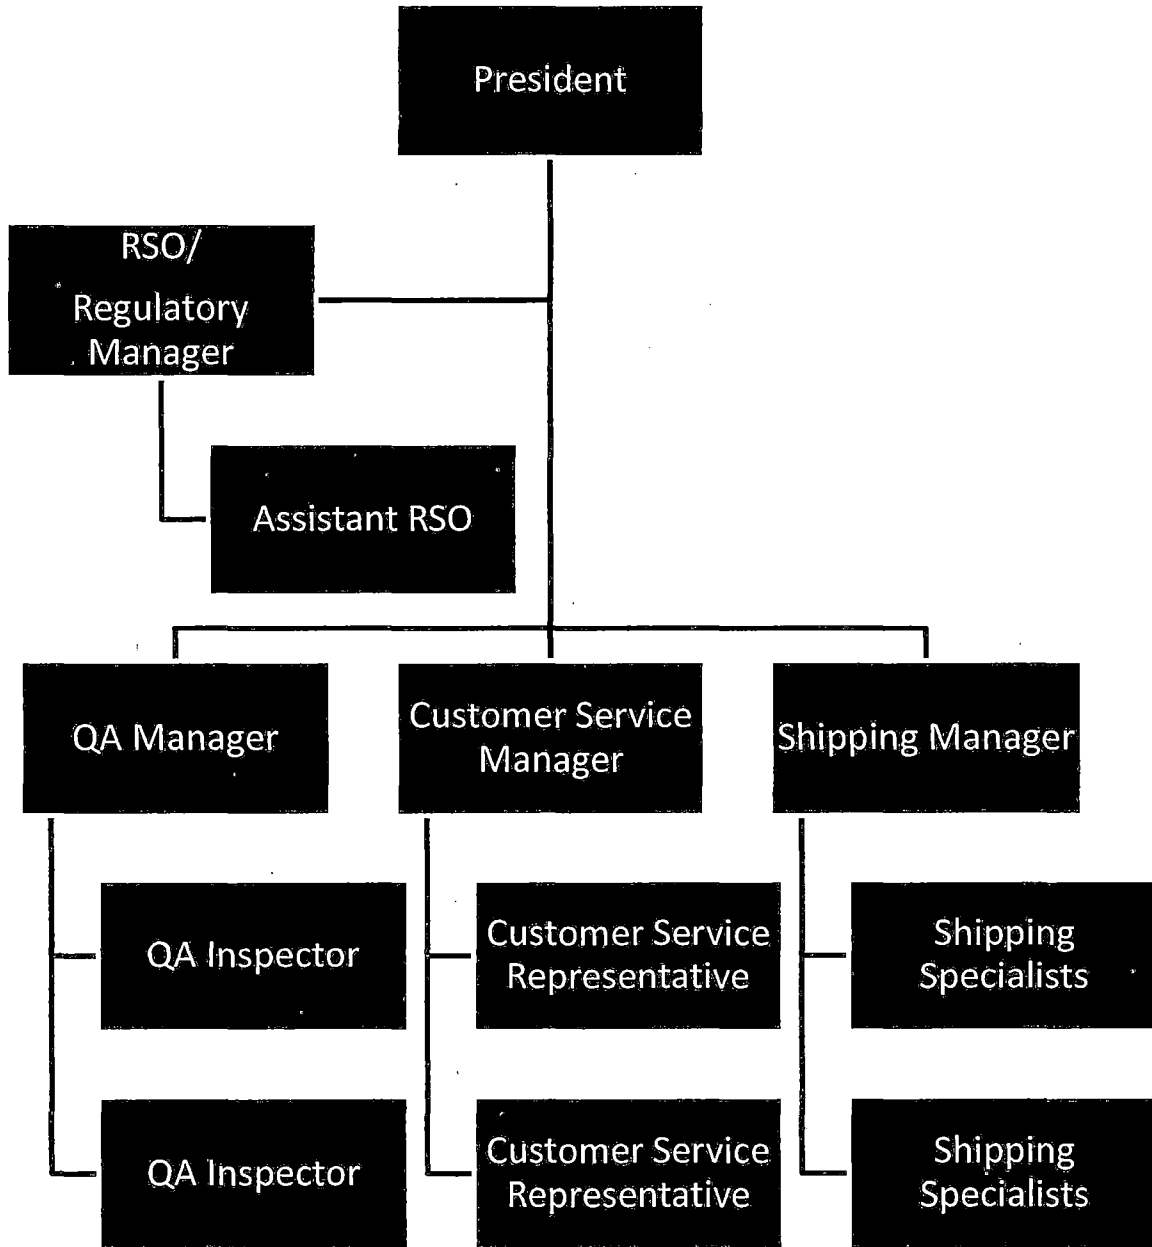 President
RSO/
Regulatory
Manager
Assistant RSO
QA Manager
Customer Service
Manager
Shipping Manager
QA Inspector
Customer Service
Representative
Shipping
Specialists
QA Inspector
Customer Service
Representative
Shipping
Specialists